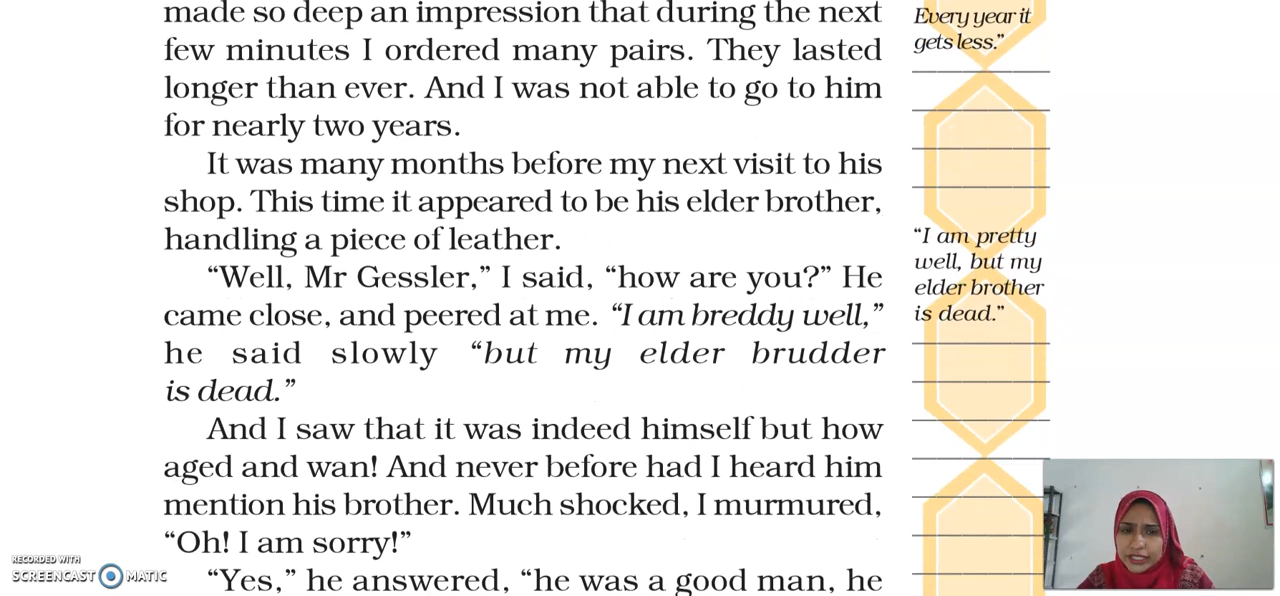 made so deep an impression that during the next
few minutes I ordered many pairs. They lasted
longer than ever. And I was not able to go to him
for nearly two years.
It was many months before my next visit to his
shop. This time it appeared to be his elder brother,
handling a piece of leather.
“Well, Mr Gessler,” I said, “how are you?” He
came close, and peered at me. “I am breddy well,”
he said slowly “but my elder brudder
is dead.”
And I saw that it was indeed himself but how
aged and wan! And never before had I heard him
mention his brother. Much shocked, I murmured,
“Oh! I am sorry!”
“Yes,” he answered, “he was a good man, he
Every year it
gets less.”
“I am pretty
well, but my
elder brother
is dead.”
RECORDED WITH
SCREENCAST MATIC